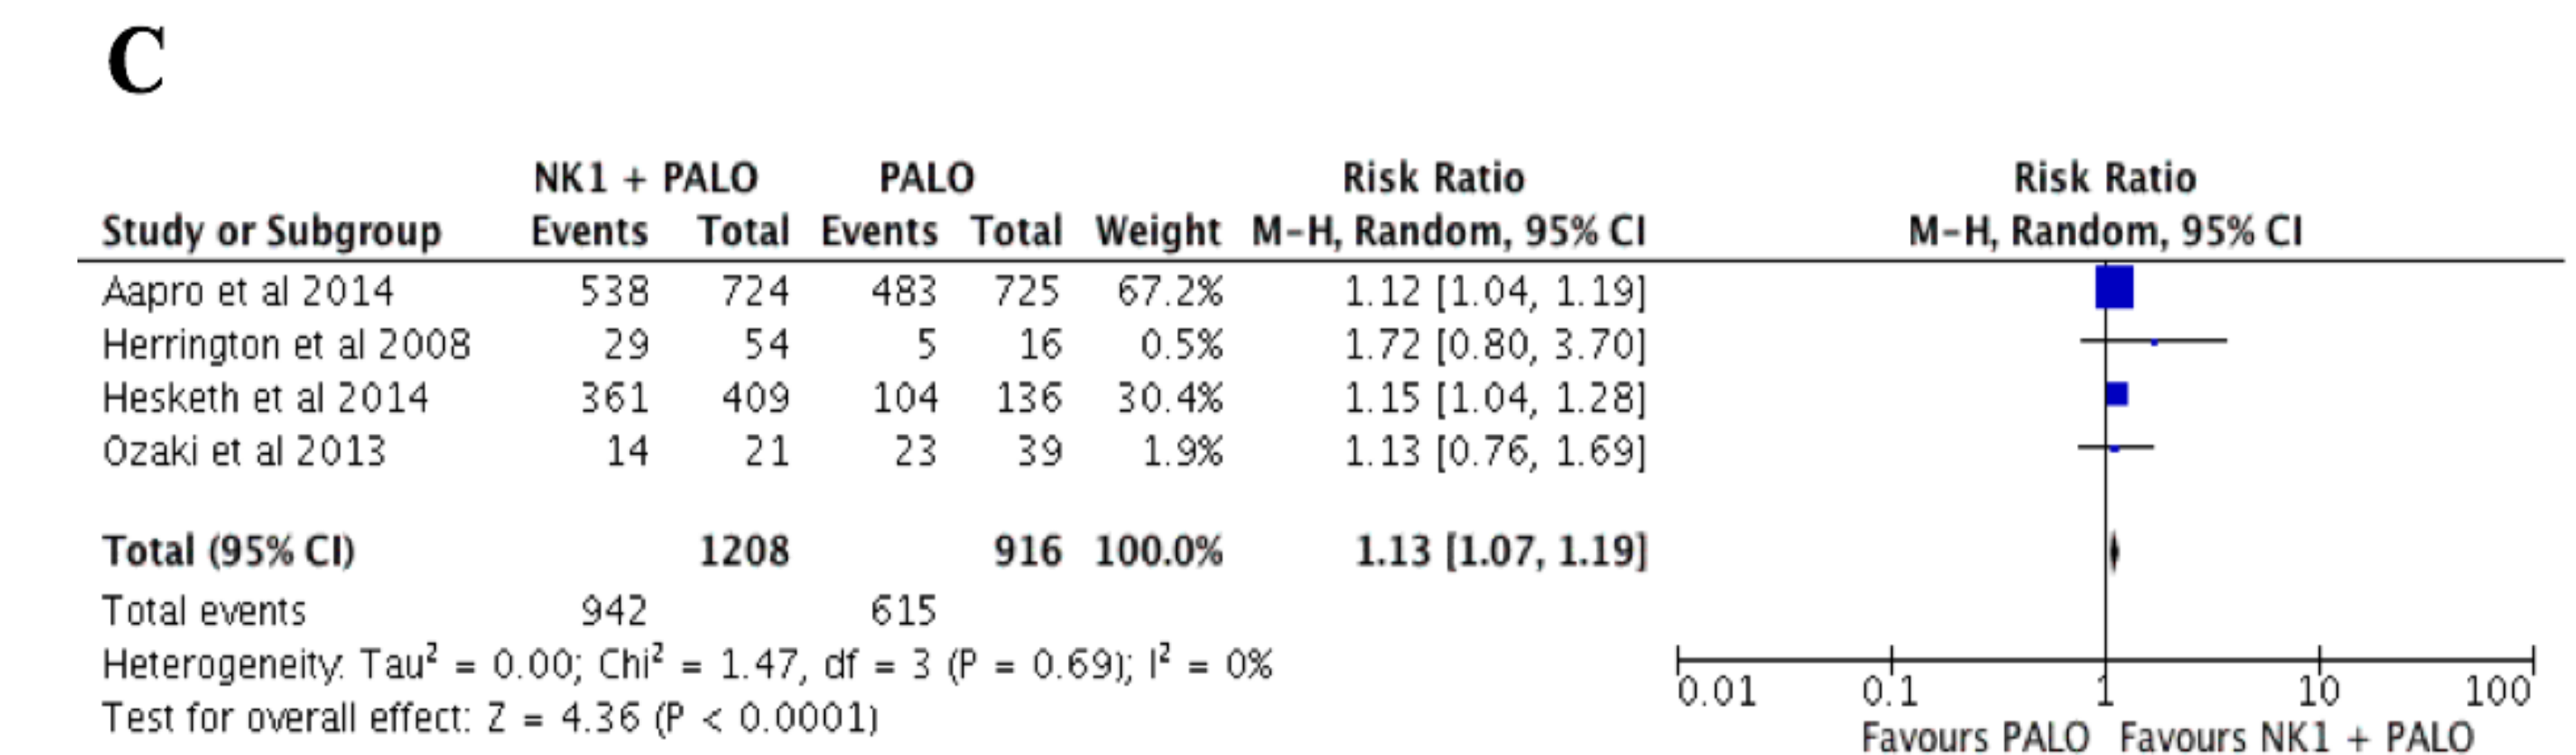 C
NK1 + PALO PALO Risk Ratio Risk Ratio
Study or Subgroup Events Total Events Total Weight M-H, Random, 95% CI M-H, Random, 95% CI
Aapro et al 2014 538 724 483 725 67.2% 1.12 [1.04, 1.19]
Herrington et al 2008 29 54 5 16 0.5% 1.72 [0.80, 3.70]
Hesketh et al 2014 361 409 104 136 30.4% 1.15 [1.04, 1.28]
Ozaki et al 2013 14 21 23 39 1.9% 1.13 [0.76, 1.69]
Total (95% CI) 1208 916 100.0% 1.13 [1.07, 1.19]
Total events 942 615
Heterogeneity: Tau² = 0.00; Chi² = 1.47, df = 3 (P = 0.69); I² = 0%
Test for overall effect: Z = 4.36 (P < 0.0001)
0.01 0.1 1 10 100
Favours PALO Favours NK1 + PALO